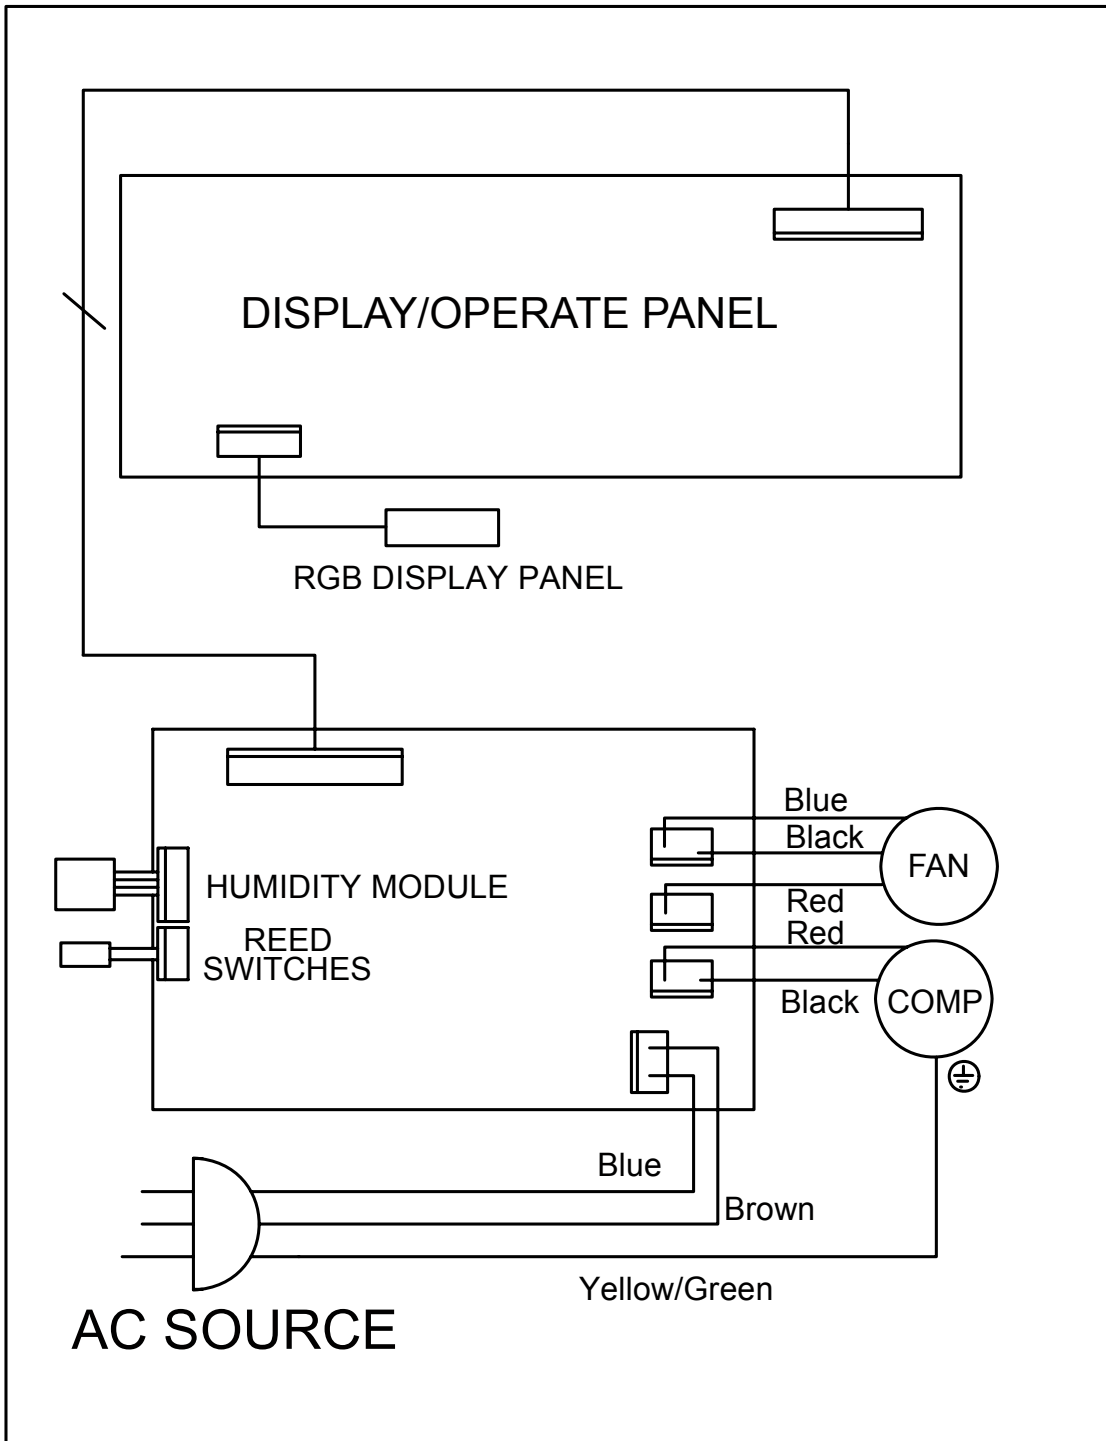 DISPLAY/OPERATE PANEL
RGB DISPLAY PANEL
Blue
Black
FAN
HUMIDITY MODULE
Red
Red
REED
SWITCHES
Black
COMP
Blue
Brown
Yellow/Green
AC SOURCE